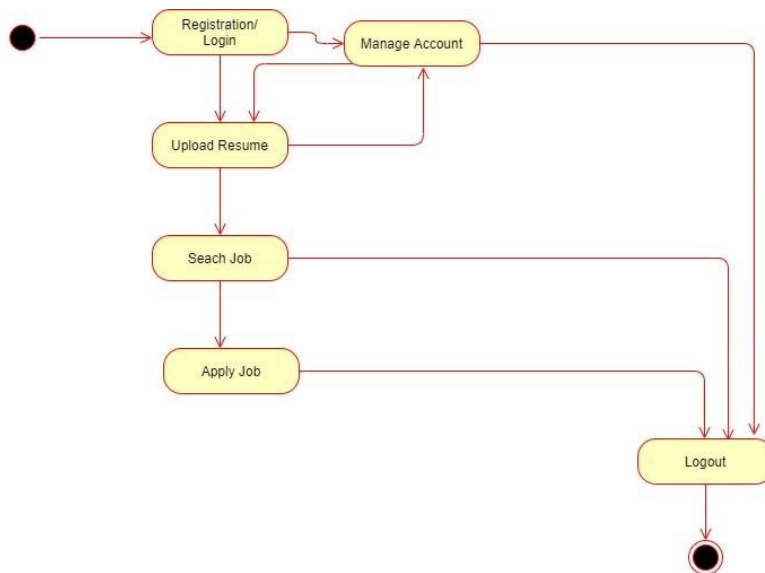 Registration/
Login
Manage Account
Upload Resume
Seach Job
Apply Job
Logout